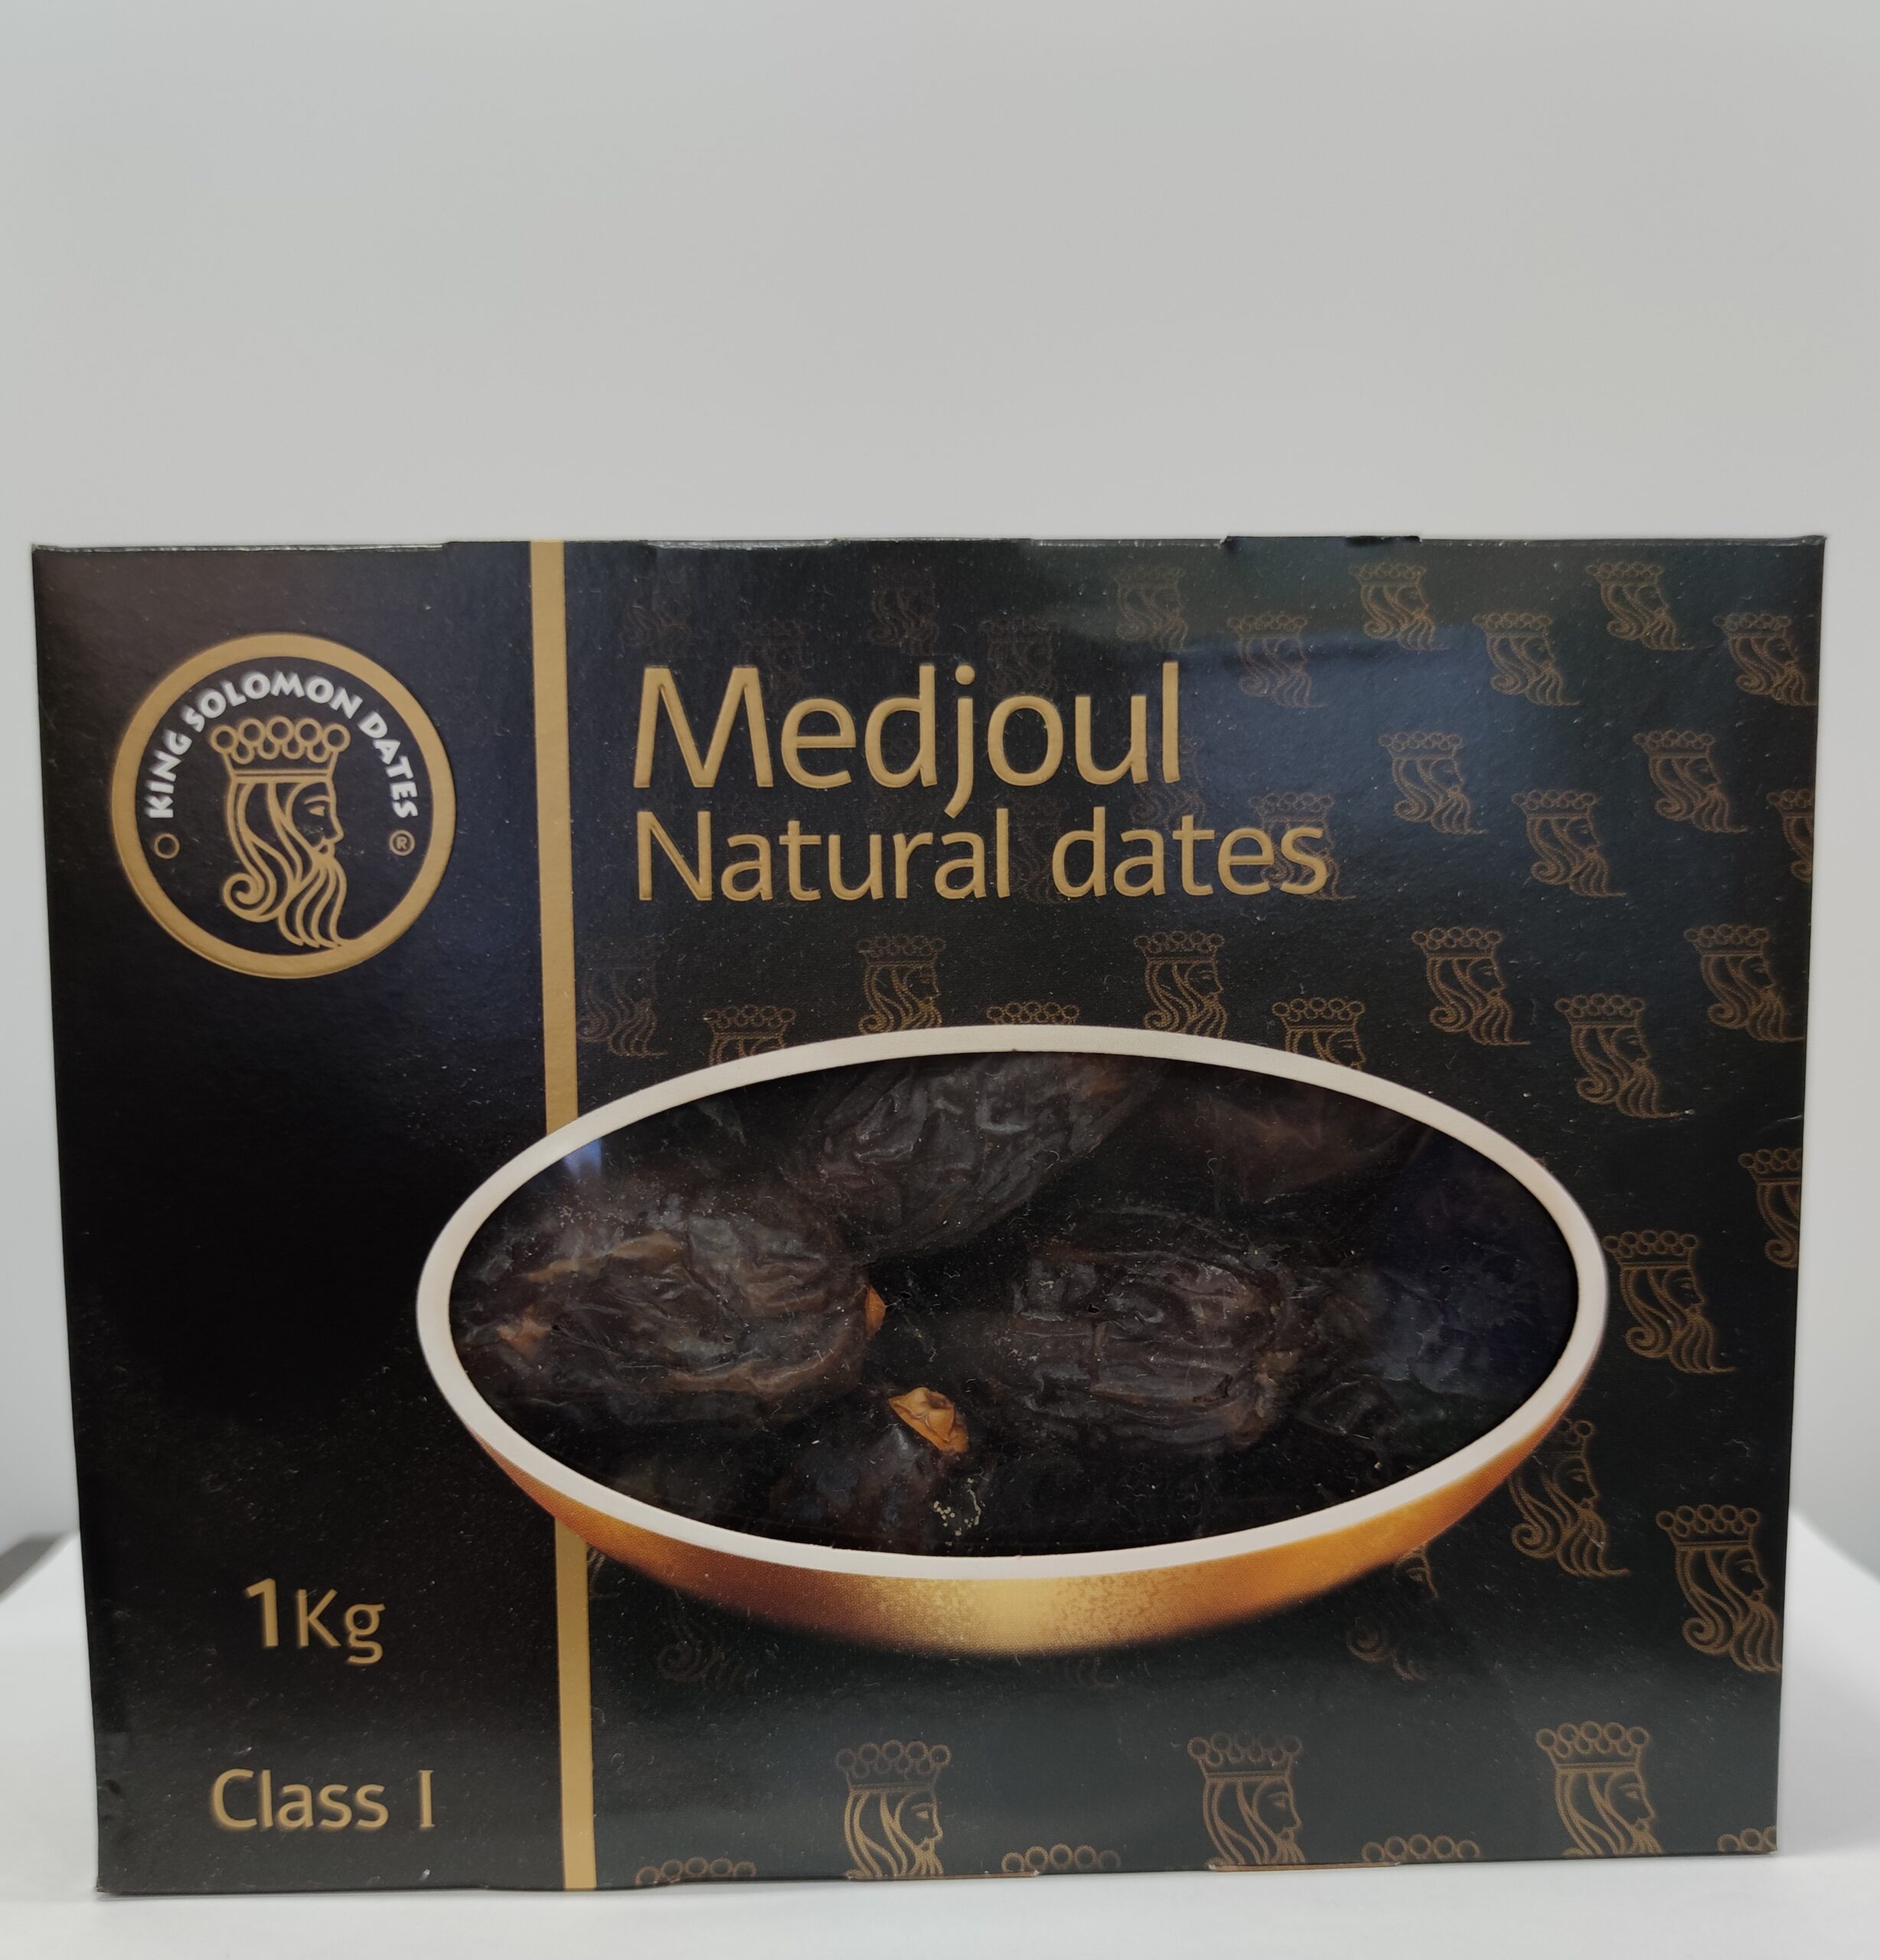 KING SOLOMON DATES
®
Medjoul
Natural dates
1Kg
Class I